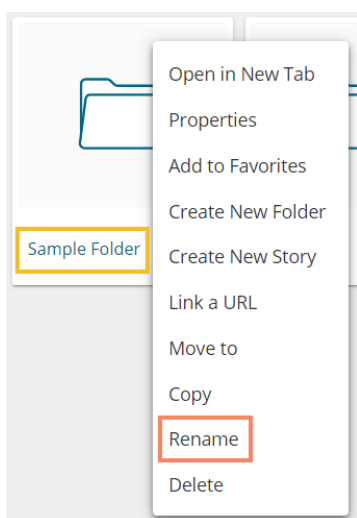 Open in New Tab
Properties
Add to Favorites
Create New Folder
Sample Folder
Create New Story
Link a URL
Move to
Copy
Rename
Delete